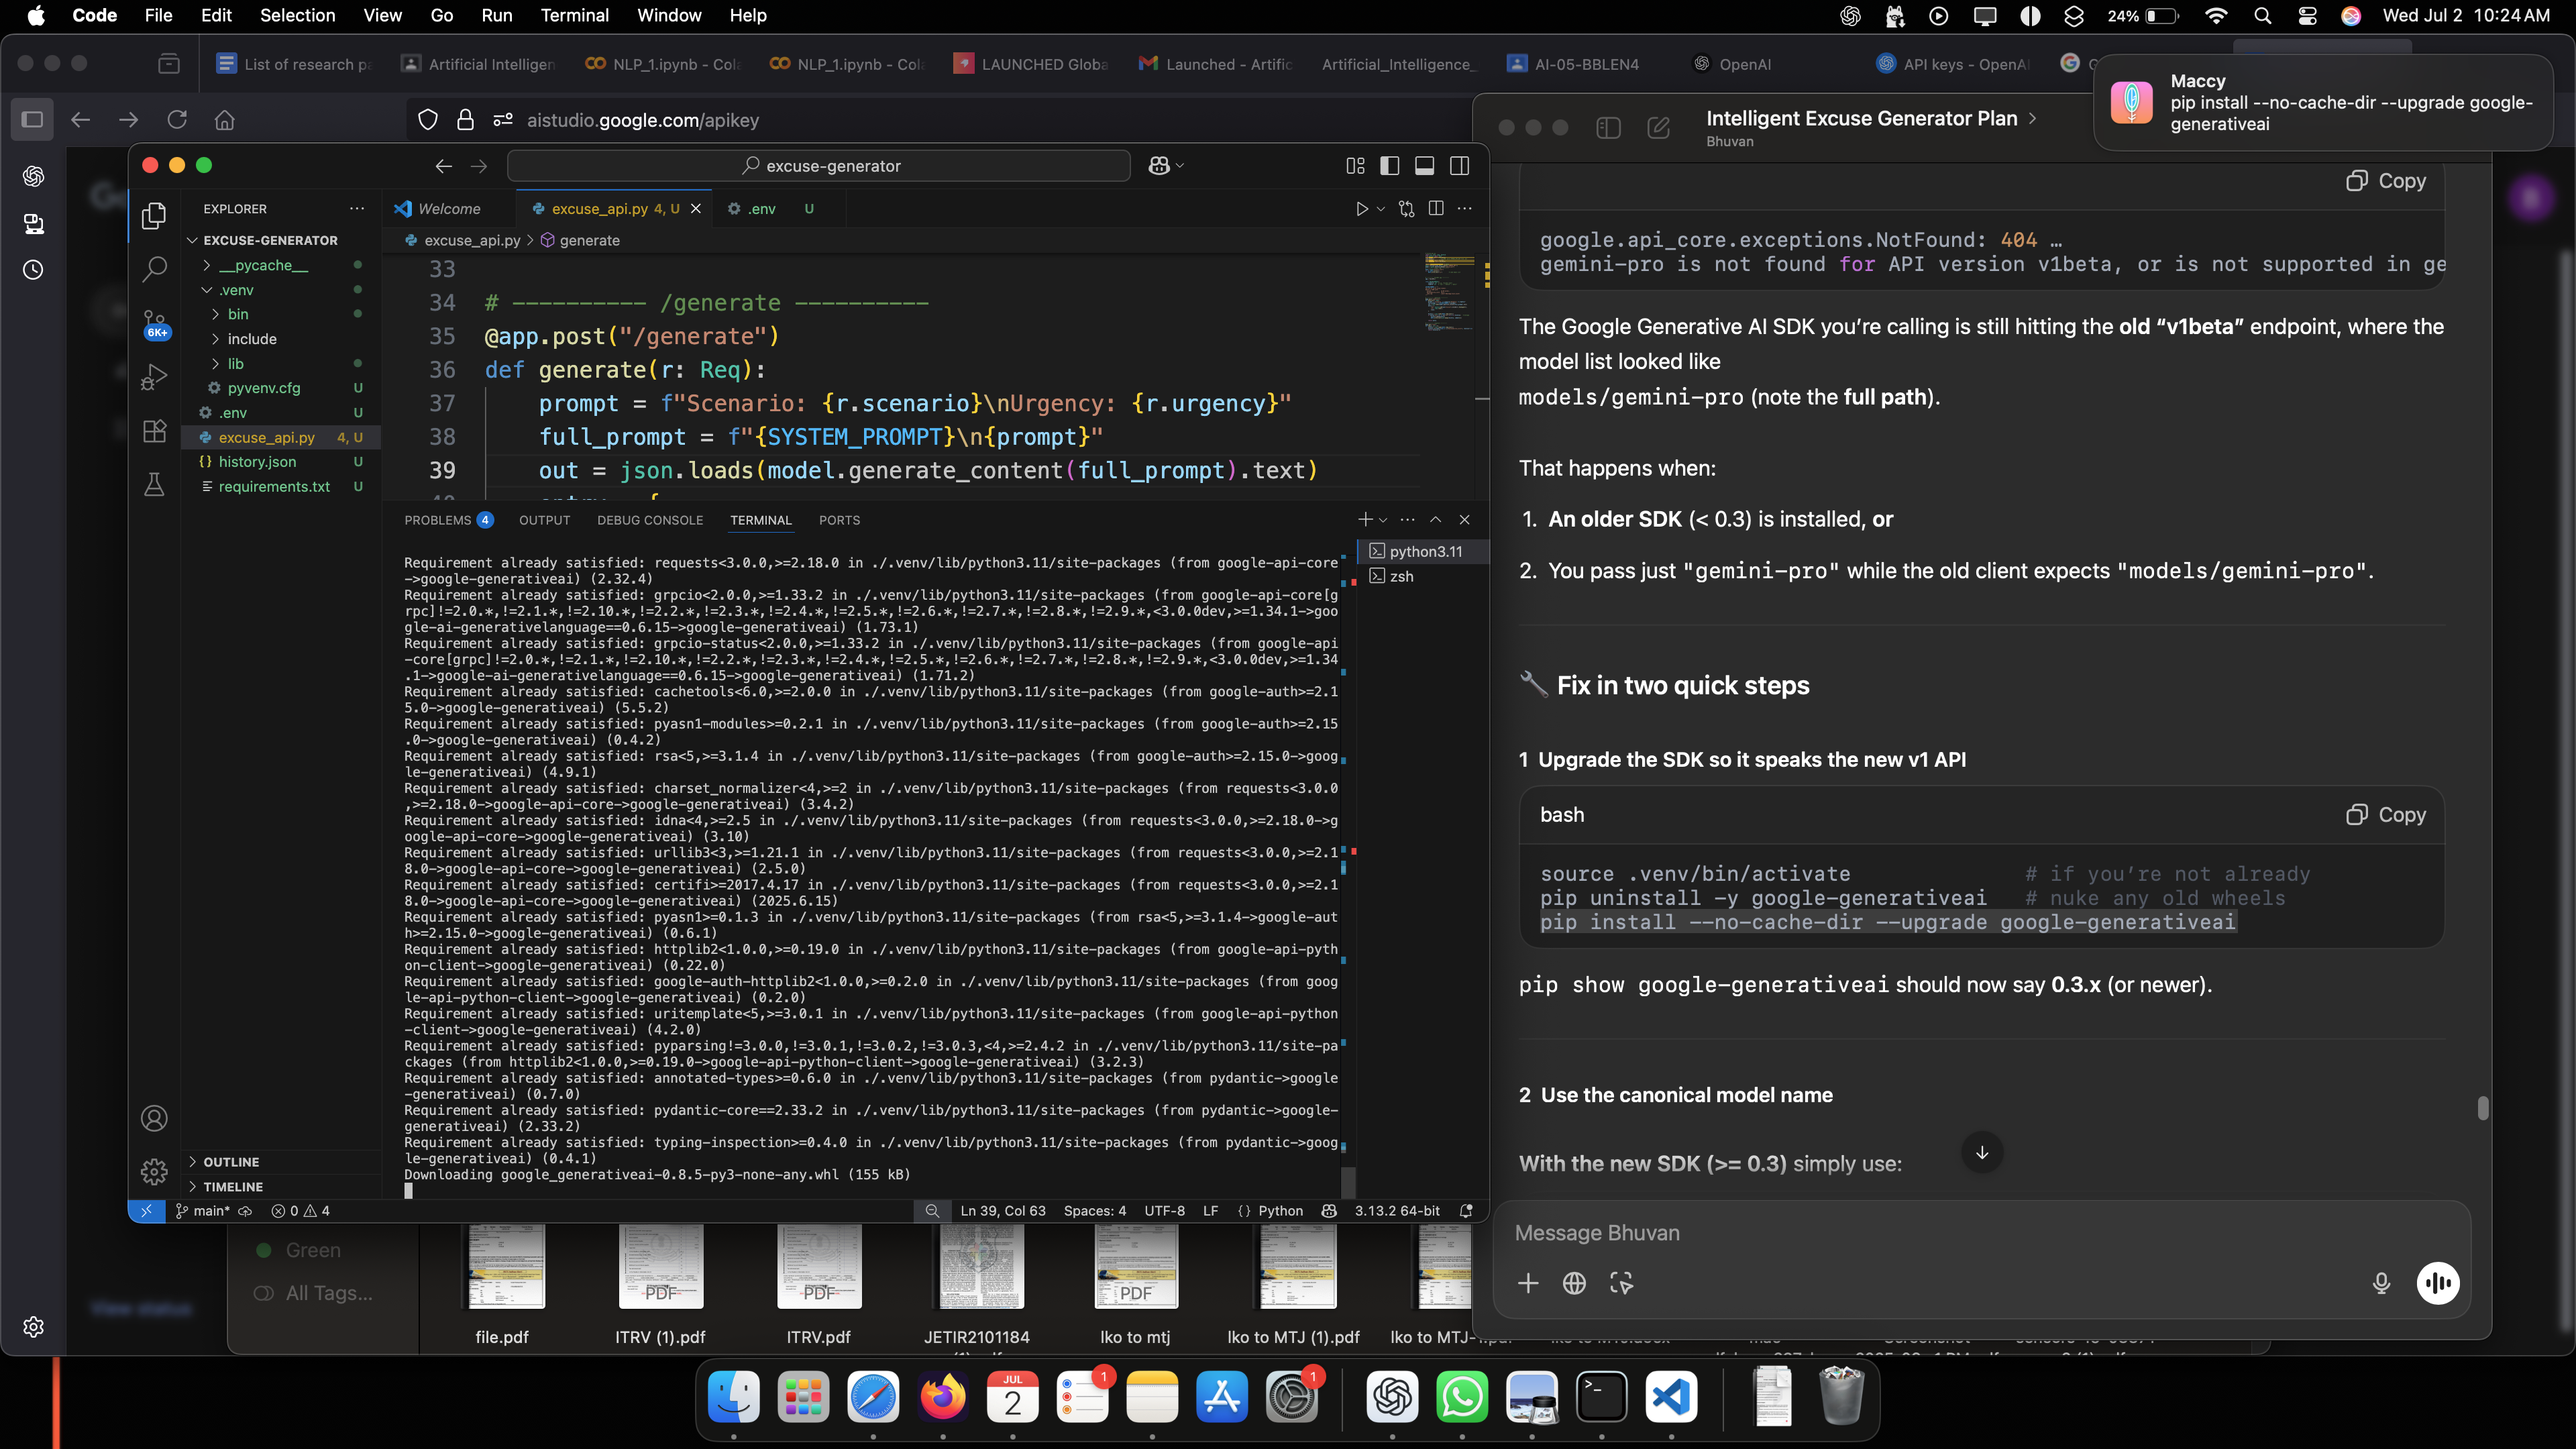 Code File Edit Selection View Go Run Terminal Window Help
24% Wed Jul 2 10:24 AM
List of research pa
Artificial Intelligen
NLP_1.ipynb - Cola
NLP_1.ipynb - Col
LAUNCHED Globa
Launched - Artific
Artificial_Intelligence_
AI-05-BBLEN4
OpenAI
API keys - OpenAI
aistudio.google.com/apikey
Maccy
pip install --no-cache-dir --upgrade google-
generativeai
Intelligent Excuse Generator Plan
Bhuvan
excuse-generator
EXPLORER
EXCUSE-GENERATOR
__pycache__
.venv
bin
include
lib
pyvenv.cfg U
.env U
excuse_api.py 4, U
history.json U
requirements.txt U
6K+
OUTLINE
TIMELINE
Welcome
excuse_api.py 4, U
.env U
excuse_api.py > generate
33
34 # ---------- /generate ----------
35 @app.post("/generate")
36 def generate(r: Req):
37 prompt = f"Scenario: {r.scenario}\nUrgency: {r.urgency}"
38 full_prompt = f"{SYSTEM_PROMPT}\n{prompt}"
39 out = json.loads(model.generate_content(full_prompt).text)
PROBLEMS 4 OUTPUT DEBUG CONSOLE TERMINAL PORTS
python3.11
zsh
Requirement already satisfied: requests<3.0.0,>=2.18.0 in ./.venv/lib/python3.11/site-packages (from google-api-core
->google-generativeai) (2.32.4)
Requirement already satisfied: grpcio<2.0.0,>=1.33.2 in ./.venv/lib/python3.11/site-packages (from google-api-core[g
rpc]!=2.0.*,!=2.1.*,!=2.10.*,!=2.2.*,!=2.3.*,!=2.4.*,!=2.5.*,!=2.6.*,!=2.7.*,!=2.8.*,!=2.9.*,<3.0.0dev,>=1.34.1->goo
gle-ai-generativelanguage==0.6.15->google-generativeai) (1.73.1)
Requirement already satisfied: grpcio-status<2.0.0,>=1.33.2 in ./.venv/lib/python3.11/site-packages (from google-api
-core[grpc]!=2.0.*,!=2.1.*,!=2.10.*,!=2.2.*,!=2.3.*,!=2.4.*,!=2.5.*,!=2.6.*,!=2.7.*,!=2.8.*,!=2.9.*,<3.0.0dev,>=1.34
.1->google-ai-generativelanguage==0.6.15->google-generativeai) (1.71.2)
Requirement already satisfied: cachetools<6.0,>=2.0.0 in ./.venv/lib/python3.11/site-packages (from google-auth>=2.1
5.0->google-generativeai) (5.5.2)
Requirement already satisfied: pyasn1-modules>=0.2.1 in ./.venv/lib/python3.11/site-packages (from google-auth>=2.15
.0->google-generativeai) (0.4.2)
Requirement already satisfied: rsa<5,>=3.1.4 in ./.venv/lib/python3.11/site-packages (from google-auth>=2.15.0->goog
le-generativeai) (4.9.1)
Requirement already satisfied: charset_normalizer<4,>=2 in ./.venv/lib/python3.11/site-packages (from requests<3.0.0
,>=2.18.0->google-api-core->google-generativeai) (3.4.2)
Requirement already satisfied: idna<4,>=2.5 in ./.venv/lib/python3.11/site-packages (from requests<3.0.0,>=2.18.0->g
oogle-api-core->google-generativeai) (3.10)
Requirement already satisfied: urllib3<3,>=1.21.1 in ./.venv/lib/python3.11/site-packages (from requests<3.0.0,>=2.1
8.0->google-api-core->google-generativeai) (2.5.0)
Requirement already satisfied: certifi>=2017.4.17 in ./.venv/lib/python3.11/site-packages (from requests<3.0.0,>=2.1
8.0->google-api-core->google-generativeai) (2025.6.15)
Requirement already satisfied: pyasn1>=0.1.3 in ./.venv/lib/python3.11/site-packages (from rsa<5,>=3.1.4->google-aut
h>=2.15.0->google-generativeai) (0.6.1)
Requirement already satisfied: httplib2<1.0.0,>=0.19.0 in ./.venv/lib/python3.11/site-packages (from google-api-pyth
on-client->google-generativeai) (0.22.0)
Requirement already satisfied: google-auth-httplib2<1.0.0,>=0.2.0 in ./.venv/lib/python3.11/site-packages (from goog
le-api-python-client->google-generativeai) (0.2.0)
Requirement already satisfied: uritemplate<5,>=3.0.1 in ./.venv/lib/python3.11/site-packages (from google-api-python
-client->google-generativeai) (4.2.0)
Requirement already satisfied: pyparsing!=3.0.0,!=3.0.1,!=3.0.2,!=3.0.3,<4,>=2.4.2 in ./.venv/lib/python3.11/site-pa
ckages (from httplib2<1.0.0,>=0.19.0->google-api-python-client->google-generativeai) (3.2.3)
Requirement already satisfied: annotated-types>=0.6.0 in ./.venv/lib/python3.11/site-packages (from pydantic->google
-generativeai) (0.7.0)
Requirement already satisfied: pydantic-core==2.33.2 in ./.venv/lib/python3.11/site-packages (from pydantic->google-
generativeai) (2.33.2)
Requirement already satisfied: typing-inspection>=0.4.0 in ./.venv/lib/python3.11/site-packages (from pydantic->goog
le-generativeai) (0.4.1)
Downloading google_generativeai-0.8.5-py3-none-any.whl (155 kB)
main* 0 4 Ln 39, Col 63 Spaces: 4 UTF-8 LF {} Python 3.13.2 64-bit
Copy
google.api_core.exceptions.NotFound: 404 …
gemini-pro is not found for API version v1beta, or is not supported in ge
The Google Generative AI SDK you’re calling is still hitting the old “v1beta” endpoint, where the
model list looked like
models/gemini-pro (note the full path).
That happens when:
1. An older SDK (< 0.3) is installed, or
2. You pass just "gemini-pro" while the old client expects "models/gemini-pro".
🔧 Fix in two quick steps
1 Upgrade the SDK so it speaks the new v1 API
bash Copy
source .venv/bin/activate # if you’re not already
pip uninstall -y google-generativeai # nuke any old wheels
pip install --no-cache-dir --upgrade google-generativeai
pip show google-generativeai should now say 0.3.x (or newer).
2 Use the canonical model name
With the new SDK (>= 0.3) simply use:
Message Bhuvan
View status
Green
All Tags...
PDF
PDF
PDF
file.pdf
ITRV (1).pdf
ITRV.pdf
JETIR2101184
lko to mtj
lko to MTJ (1).pdf
JUL
2
1
1